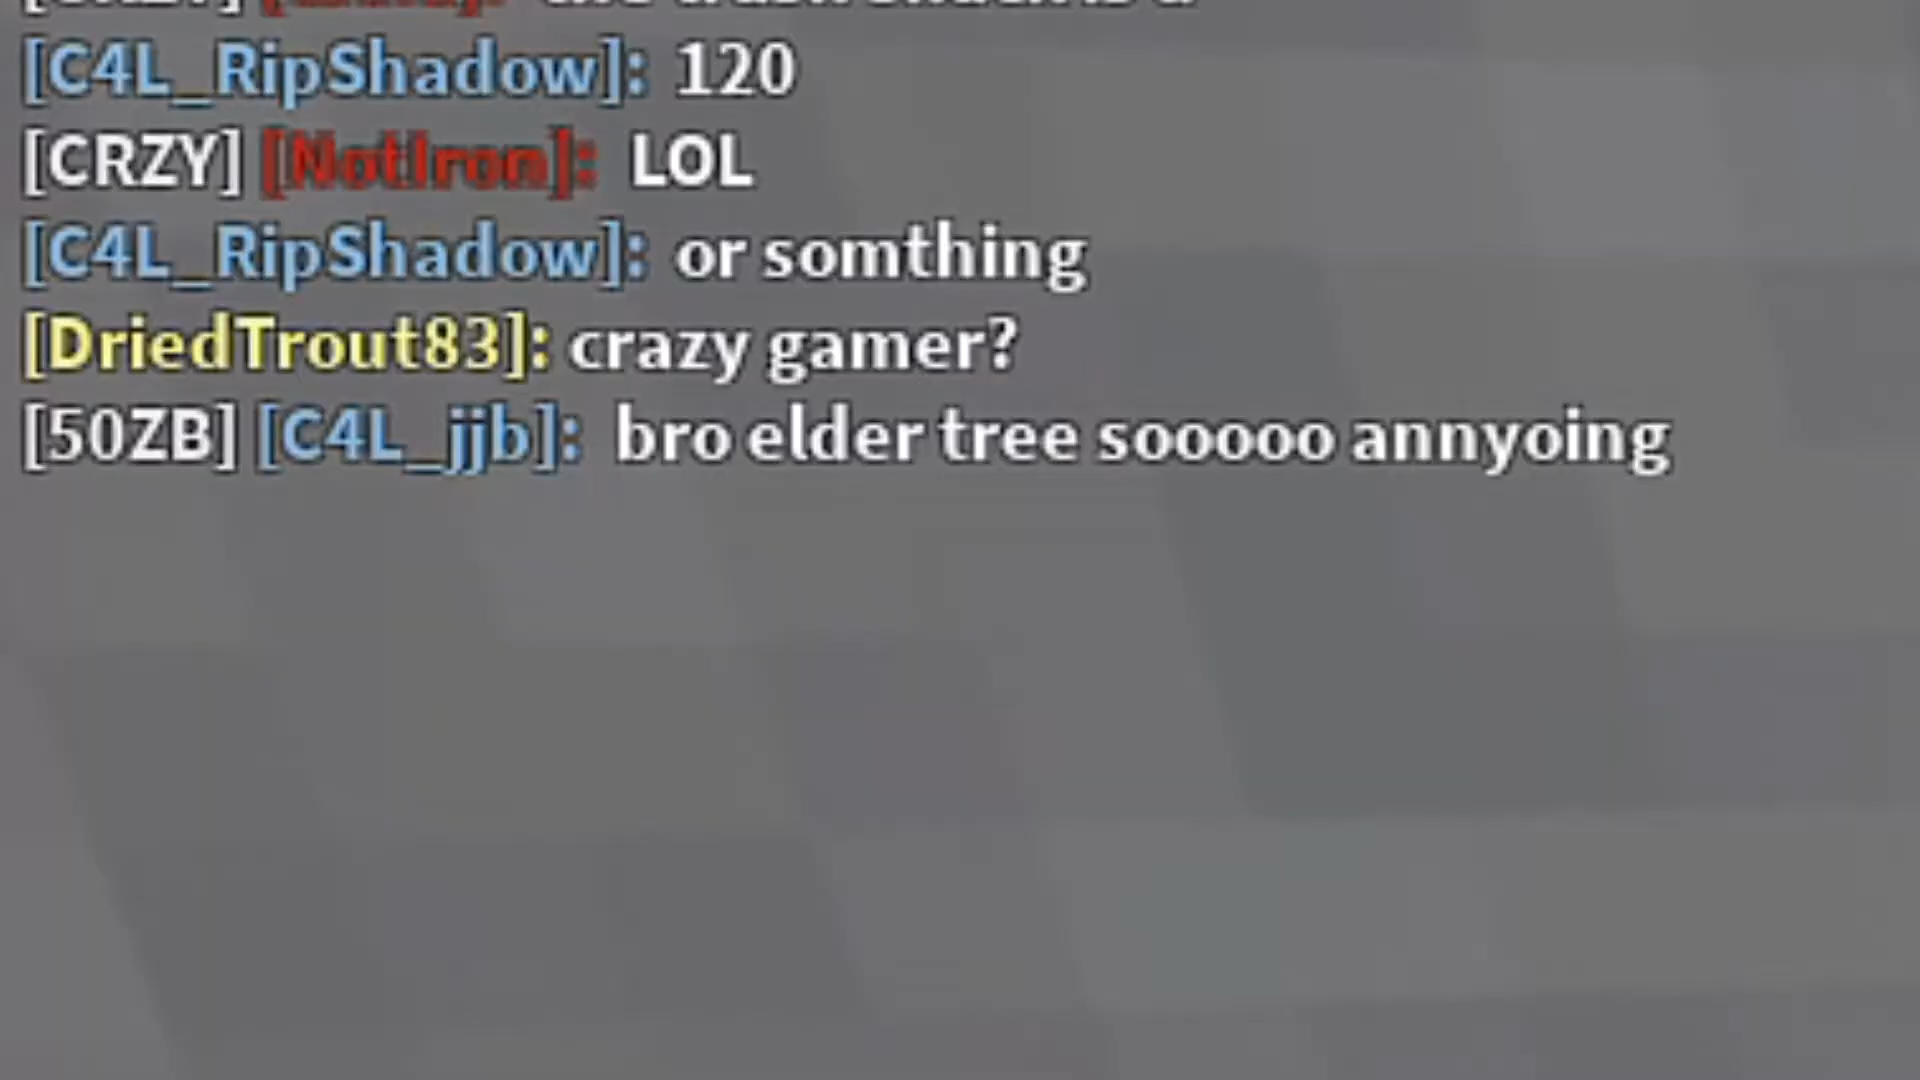 [C4L_RipShadow]: 120
[CRZY] [NotIron]: LOL
[C4L_RipShadow]: or somthing
[DriedTrout83]: crazy gamer?
[50ZB] [C4L_jjb]: bro elder tree sooooo annyoing